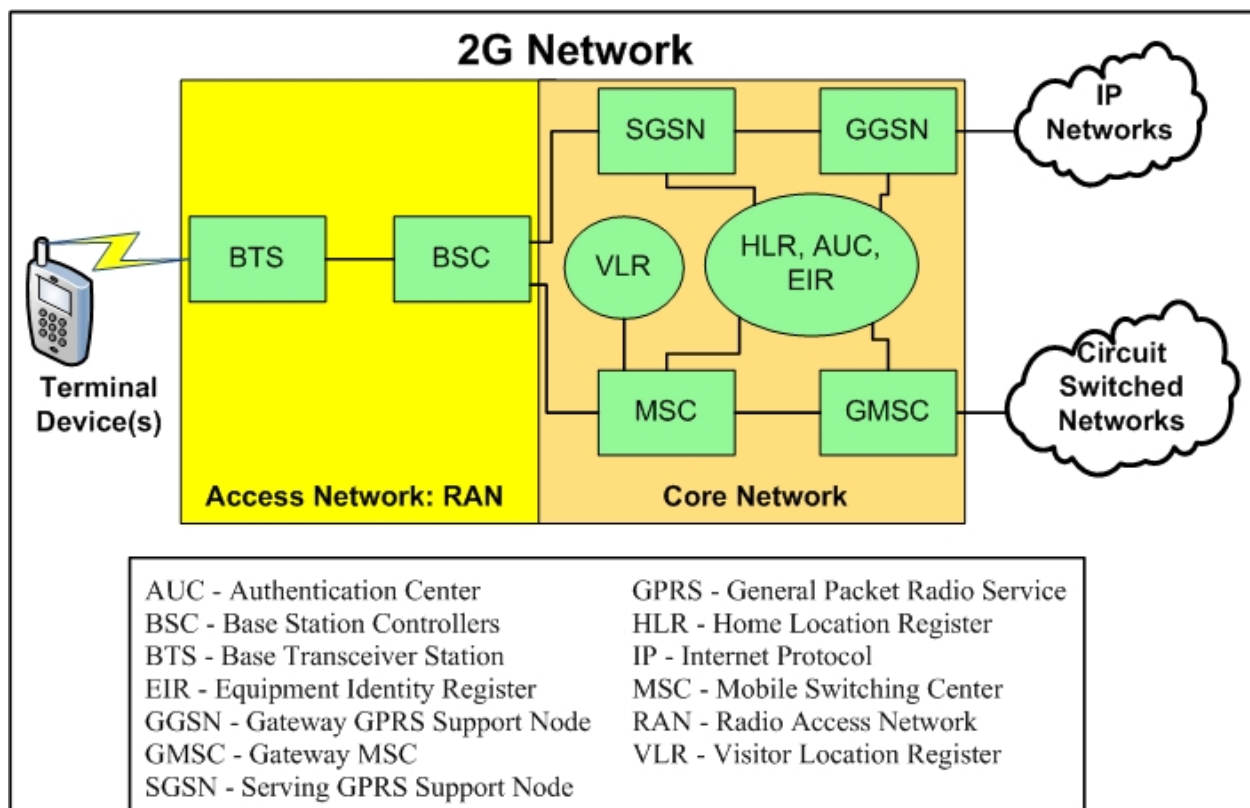 2G Network
SGSN
GGSN
IP
Networks
BTS
BSC
VLR
HLR, AUC,
EIR
Terminal
Device(s)
MSC
GMSC
Circuit
Switched
Networks
Access Network: RAN
Core Network
AUC - Authentication Center
BSC - Base Station Controllers
BTS - Base Transceiver Station
EIR - Equipment Identity Register
GGSN - Gateway GPRS Support Node
GMSC - Gateway MSC
SGSN - Serving GPRS Support Node
GPRS - General Packet Radio Service
HLR - Home Location Register
IP - Internet Protocol
MSC - Mobile Switching Center
RAN - Radio Access Network
VLR - Visitor Location Register